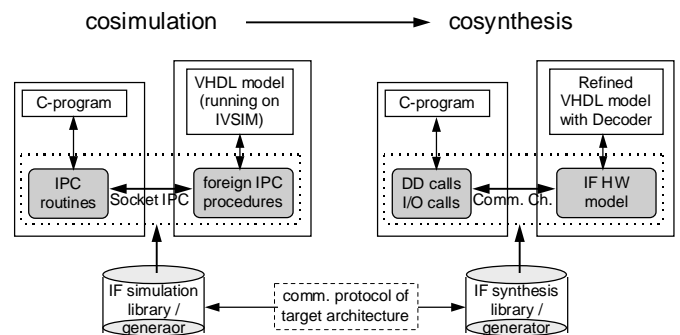 cosimulation
cosynthesis
C-program
VHDL model
(running on
IVSIM)
IPC
routines
Socket IPC
foreign IPC
procedures
IF simulation
library /
generaor
C-program
Refined
VHDL model
with Decoder
DD calls
I/O calls
Comm. Ch.
IF HW
model
comm. protocol of
target architecture
IF synthesis
library /
generator